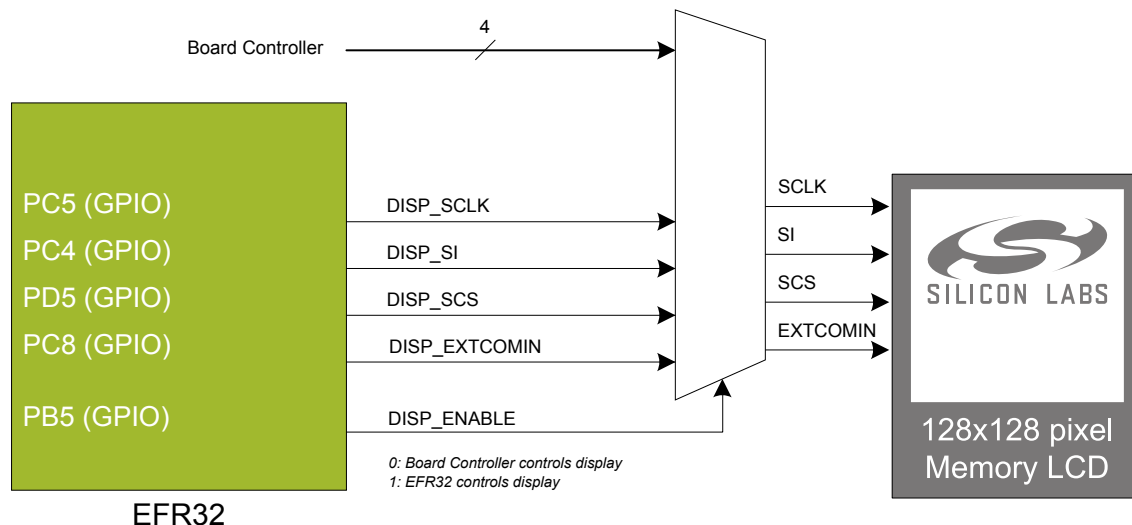 4
Board Controller
PC5 (GPIO)
DISP_SCLK
SCLK
PC4 (GPIO)
DISP_SI
SI
PD5 (GPIO)
DISP_SCS
SCS
PC8 (GPIO)
DISP_EXTCOMIN
EXTCOMIN
PB5 (GPIO)
DISP_ENABLE
0: Board Controller controls display
1: EFR32 controls display
SILICON LABS
128x128 pixel
Memory LCD
EFR32